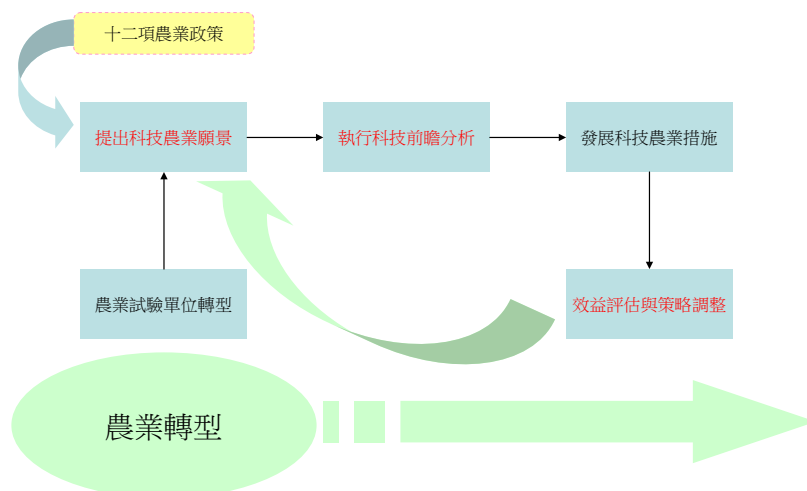 十二項農業政策
提出科技農業願景
執行科技前瞻分析
發展科技農業措施
農業試驗單位轉型
效益評估與策略調整
農業轉型